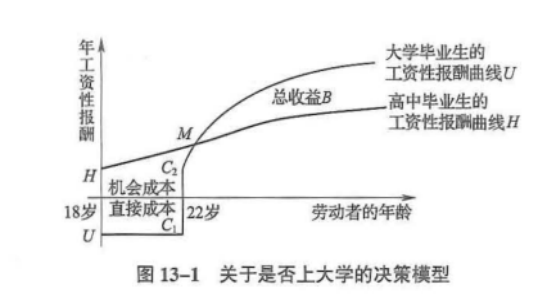 年工资性报酬
大学毕业生的
工资性报酬曲线U
总收益B
高中毕业生的
工资性报酬曲线H
M
H
C₂
机会成本
18岁
直接成本
22岁
劳动者的年龄
U
C₁
图 13-1 关于是否上大学的决策模型